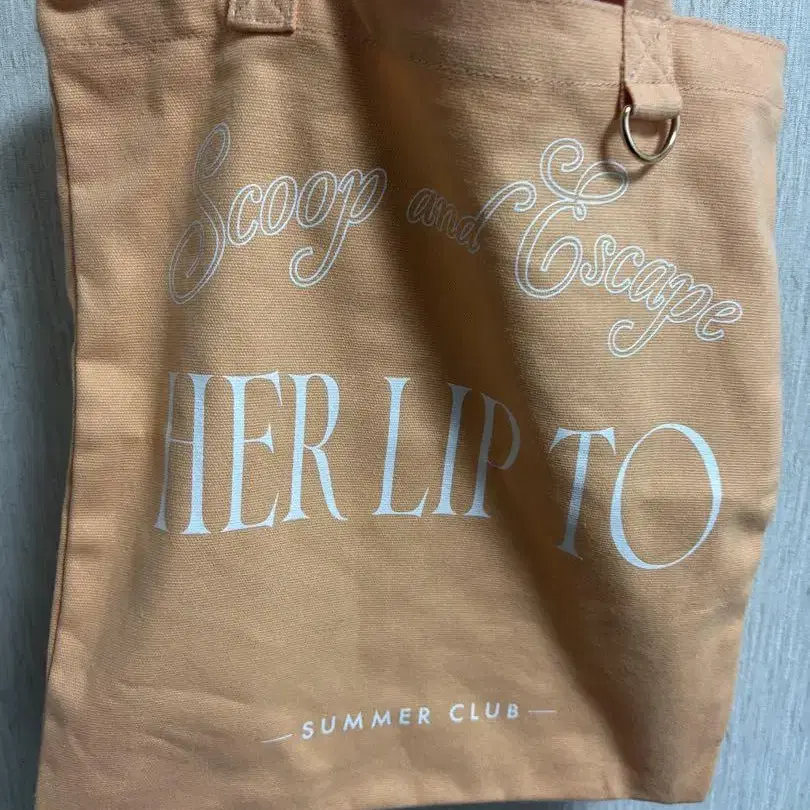 Scoop and Escape
HER LIP TO
— SUMMER CLUB —